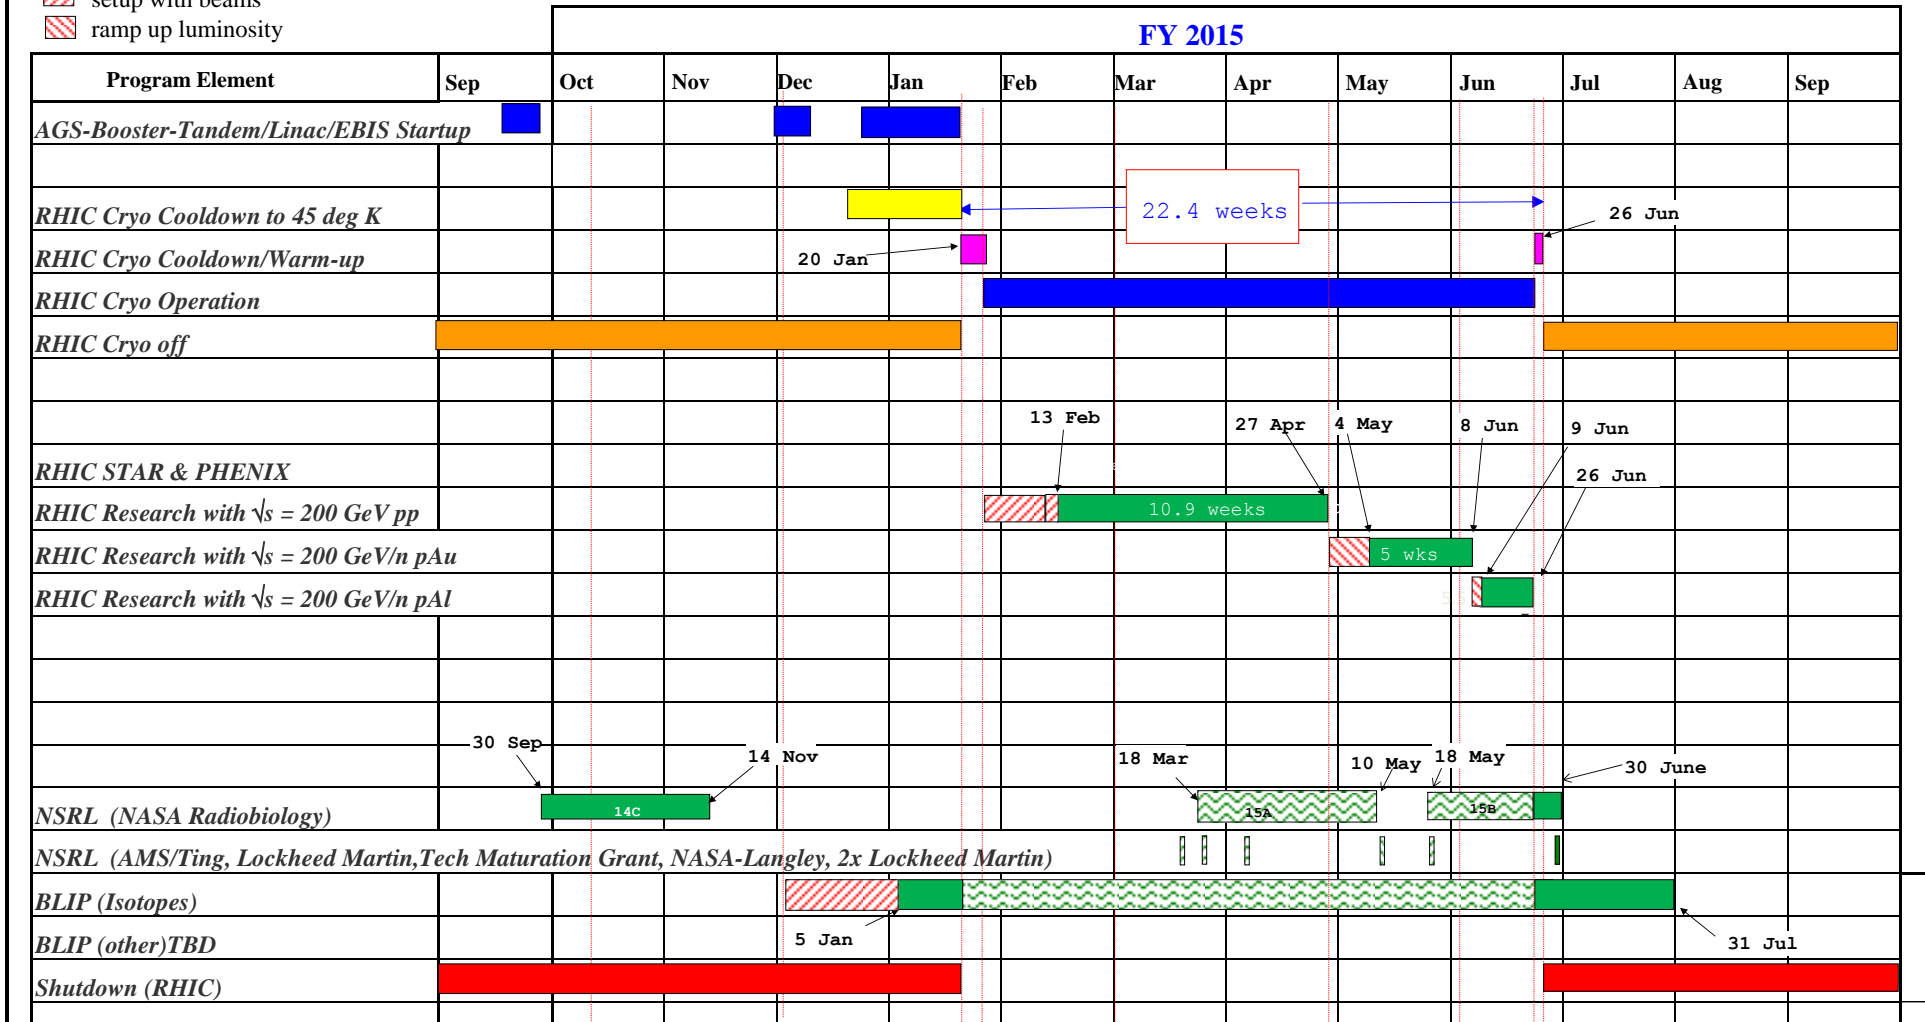 setup with beams
ramp up luminosity
FY 2015
Program Element Sep Oct Nov Dec Jan Feb Mar Apr May Jun Jul Aug Sep
AGS-Booster-Tandem/Linac/EBIS Startup
RHIC Cryo Cooldown to 45 deg K
22.4 weeks
26 Jun
RHIC Cryo Cooldown/Warm-up
20 Jan
RHIC Cryo Operation
RHIC Cryo off
13 Feb
27 Apr
4 May
8 Jun
9 Jun
RHIC STAR & PHENIX
26 Jun
RHIC Research with √s = 200 GeV pp
10.9 weeks
RHIC Research with √s = 200 GeV/n pAu
5 wks
RHIC Research with √s = 200 GeV/n pAl
30 Sep
14 Nov
18 Mar
10 May
18 May
30 June
NSRL (NASA Radiobiology)
14C
15A
15B
NSRL (AMS/Ting, Lockheed Martin,Tech Maturation Grant, NASA-Langley, 2x Lockheed Martin)
BLIP (Isotopes)
BLIP (other)TBD
5 Jan
31 Jul
Shutdown (RHIC)